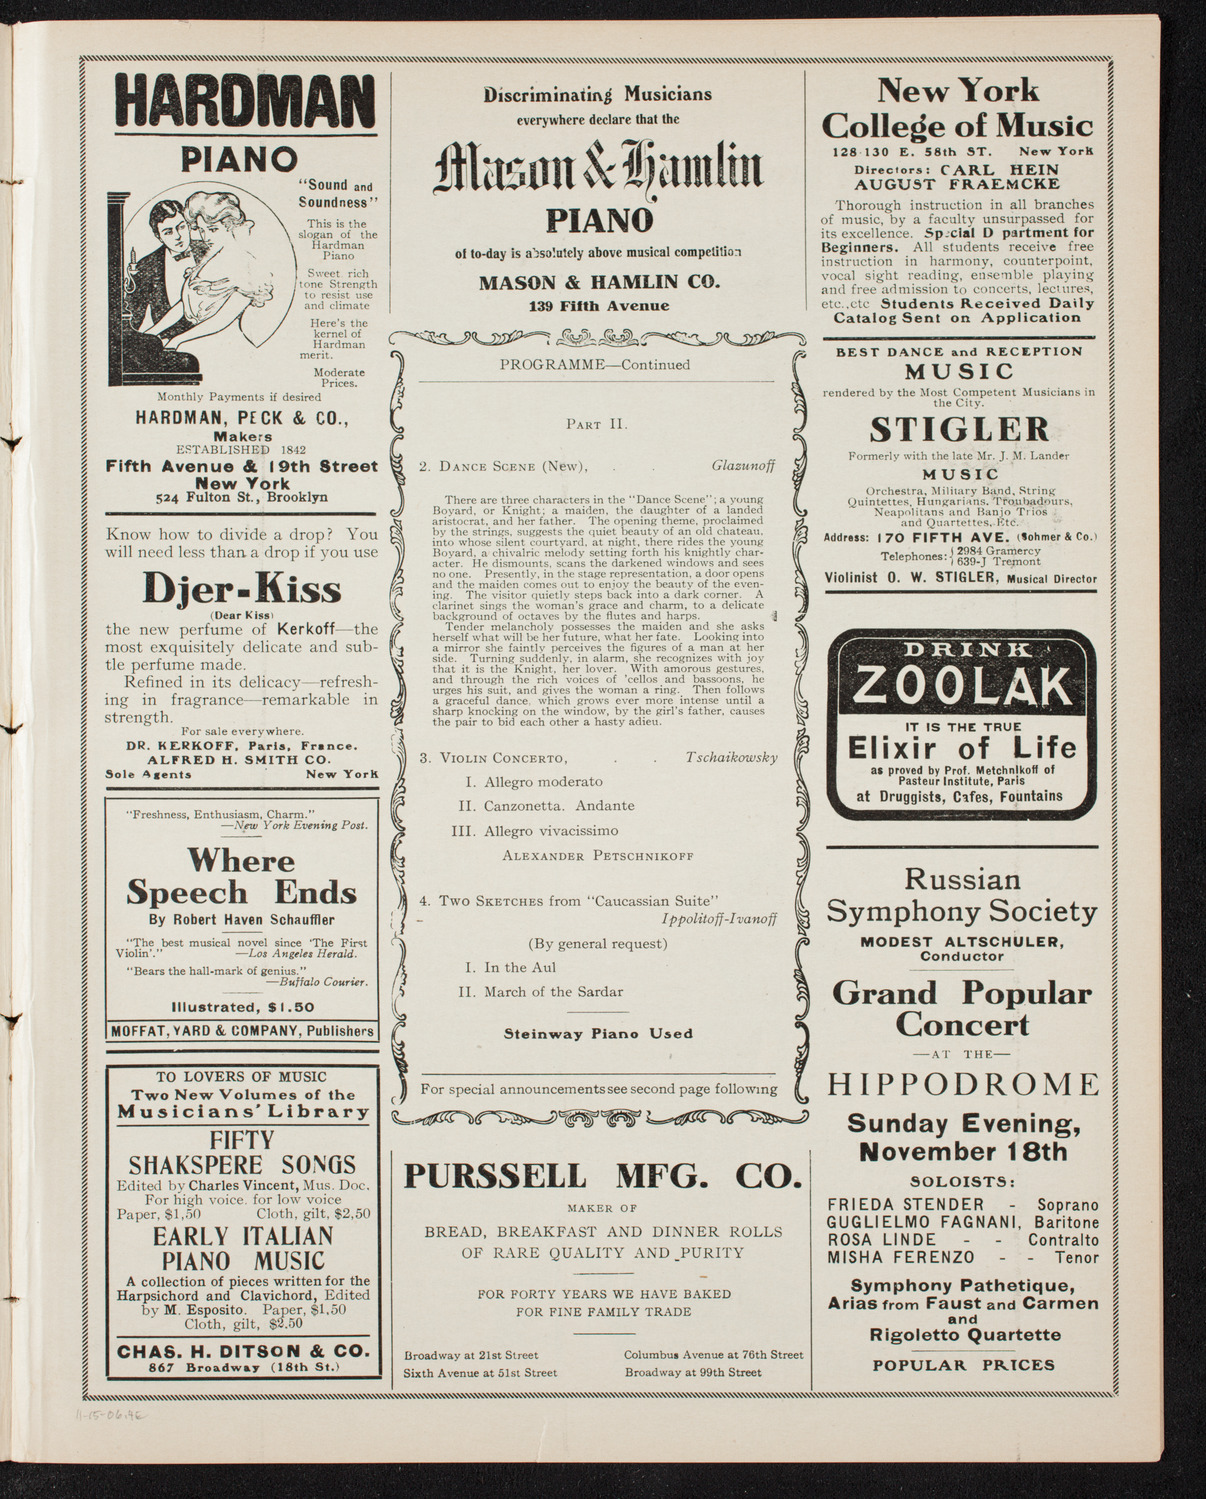 HARDMAN
PIANO
"Sound and
Soundness"
This is the
slogan of the
Hardman
Piano
Sweet, rich
tone Strength
to resist use
and climate
Here's the
kernel of
Hardman
merit.
Moderate
Prices.
Monthly Payments if desired
HARDMAN, PECK & CO.,
Makers
ESTABLISHED 1842
Fifth Avenue & 19th Street
New York
524 Fulton St., Brooklyn
Know how to divide a drop? You
will need less than a drop if you use
Djer-Kiss
(Dear Kiss)
the new perfume of Kerkoff—the
most exquisitely delicate and sub-
tle perfume made.
Refined in its delicacy—refresh-
ing in fragrance—remarkable in
strength.
For sale everywhere.
DR. KERKOFF, Paris, France.
ALFRED H. SMITH CO.
Sole Agents New York
"Freshness, Enthusiasm, Charm."
—New York Evening Post.
Where
Speech Ends
By Robert Haven Schauffler
"The best musical novel since 'The First
Violin'." —Los Angeles Herald.
"Bears the hall-mark of genius."
—Buffalo Courier.
Illustrated, $1.50
MOFFAT, YARD & COMPANY, Publishers
TO LOVERS OF MUSIC
Two New Volumes of the
Musicians' Library
FIFTY
SHAKSPERE SONGS
Edited by Charles Vincent, Mus. Doc.
For high voice. for low voice
Paper, $1,50 Cloth, gilt, $2,50
EARLY ITALIAN
PIANO MUSIC
A collection of pieces written for the
Harpsichord and Clavichord, Edited
by M. Esposito. Paper, $1,50
Cloth, gilt, $2.50
CHAS. H. DITSON & CO.
867 Broadway (18th St.)
Discriminating Musicians
everywhere declare that the
Mason & Hamlin
PIANO
of to-day is absolutely above musical competition
MASON & HAMLIN CO.
139 Fifth Avenue
PROGRAMME—Continued
PART II.
2. DANCE SCENE (New), . . Glazunoff
There are three characters in the "Dance Scene"; a young
Boyard, or Knight; a maiden, the daughter of a landed
aristocrat, and her father. The opening theme, proclaimed
by the strings, suggests the quiet beauty of an old chateau,
into whose silent courtyard, at night, there rides the young
Boyard, a chivalric melody setting forth his knightly char-
acter. He dismounts, scans the darkened windows and sees
no one. Presently, in the stage representation, a door opens
and the maiden comes out to enjoy the beauty of the even-
ing. The visitor quietly steps back into a dark corner. A
clarinet sings the woman's grace and charm, to a delicate
background of octaves by the flutes and harps.
Tender melancholy possesses the maiden and she asks
herself what will be her future, what her fate. Looking into
a mirror she faintly perceives the figures of a man at her
side. Turning suddenly, in alarm, she recognizes with joy
that it is the Knight, her lover. With amorous gestures,
and through the rich voices of 'cellos and bassoons, he
urges his suit, and gives the woman a ring. Then follows
a graceful dance, which grows ever more intense until a
sharp knocking on the window, by the girl's father, causes
the pair to bid each other a hasty adieu.
3. VIOLIN CONCERTO, . . Tschaikowsky
I. Allegro moderato
II. Canzonetta. Andante
III. Allegro vivacissimo
ALEXANDER PETSCHNIKOFF
4. TWO SKETCHES from "Caucassian Suite"
Ippolitoff-Ivanoff
(By general request)
I. In the Aul
II. March of the Sardar
Steinway Piano Used
For special announcements see second page following
PURSSELL MFG. CO.
MAKER OF
BREAD, BREAKFAST AND DINNER ROLLS
OF RARE QUALITY AND PURITY
FOR FORTY YEARS WE HAVE BAKED
FOR FINE FAMILY TRADE
Broadway at 21st Street Columbus Avenue at 76th Street
Sixth Avenue at 51st Street Broadway at 99th Street
New York
College of Music
128-130 E. 58th ST. New York
Directors: CARL HEIN
AUGUST FRAEMCKE
Thorough instruction in all branches
of music, by a faculty unsurpassed for
its excellence. Special D partment for
Beginners. All students receive free
instruction in harmony, counterpoint,
vocal sight reading, ensemble playing
and free admission to concerts, lectures,
etc.,etc Students Received Daily
Catalog Sent on Application
BEST DANCE and RECEPTION
MUSIC
rendered by the Most Competent Musicians in
the City.
STIGLER
Formerly with the late Mr. J. M. Lander
MUSIC
Orchestra, Military Band, String
Quintettes, Hungarians, Troubadours,
Neapolitans and Banjo Trios
and Quartettes, Etc.
Address: 170 FIFTH AVE. (Sohmer & Co.)
Telephones: { 2984 Gramercy
639-J Tremont
Violinist O. W. STIGLER, Musical Director
DRINK
ZOOLAK
IT IS THE TRUE
Elixir of Life
as proved by Prof. Metchnikoff of
Pasteur Institute, Paris
at Druggists, Cafes, Fountains
Russian
Symphony Society
MODEST ALTSCHULER,
Conductor
Grand Popular
Concert
—AT THE—
HIPPODROME
Sunday Evening,
November 18th
SOLOISTS:
FRIEDA STENDER - Soprano
GUGLIELMO FAGNANI, Baritone
ROSA LINDE - - Contralto
MISHA FERENZO - - Tenor
Symphony Pathetique,
Arias from Faust and Carmen
and
Rigoletto Quartette
POPULAR PRICES
11-15-06.4E